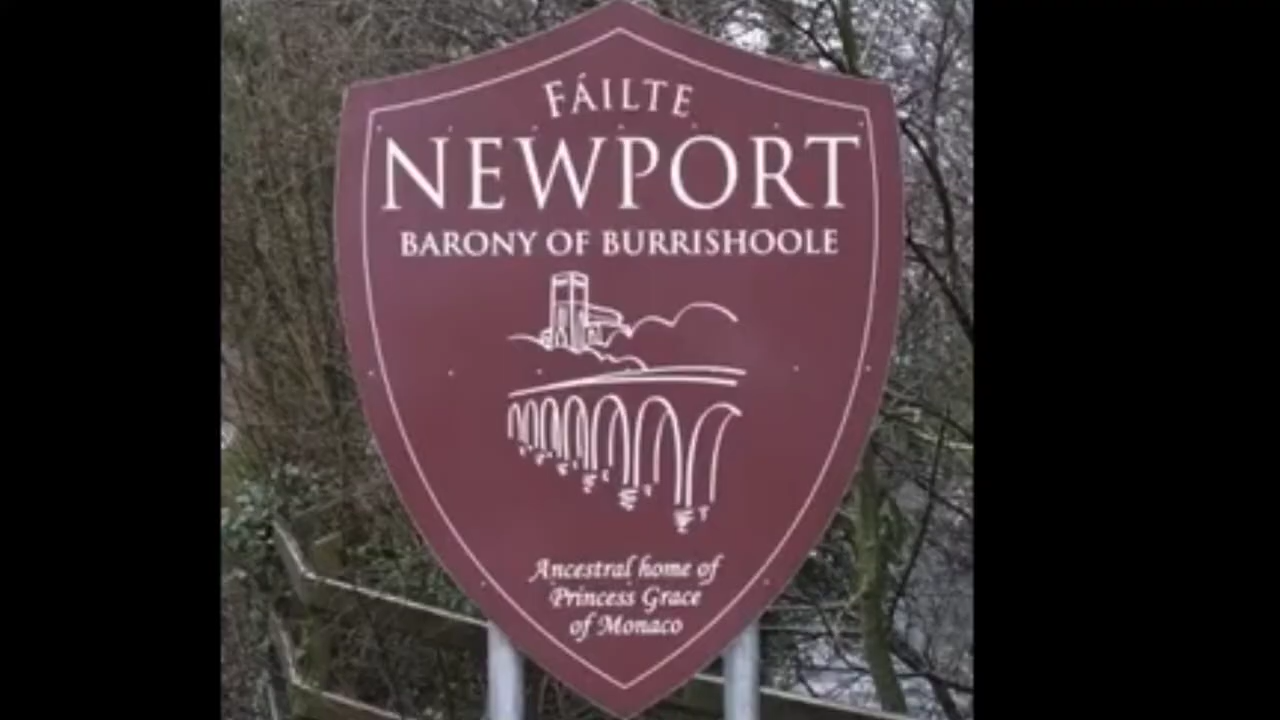 FÁILTE
NEWPORT
BARONY OF BURRISHOOLE
Ancestral home of
Princess Grace
of Monaco